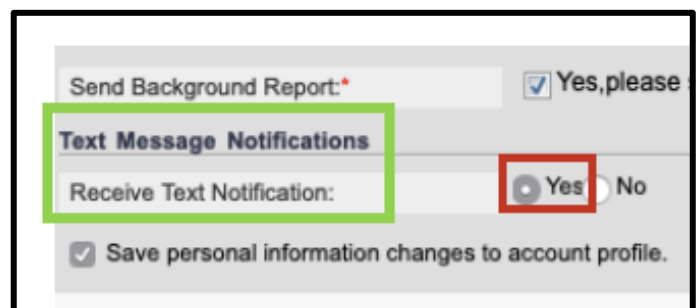 Send Background Report:* Yes,please
Text Message Notifications
Receive Text Notification: Yes No
Save personal information changes to account profile.